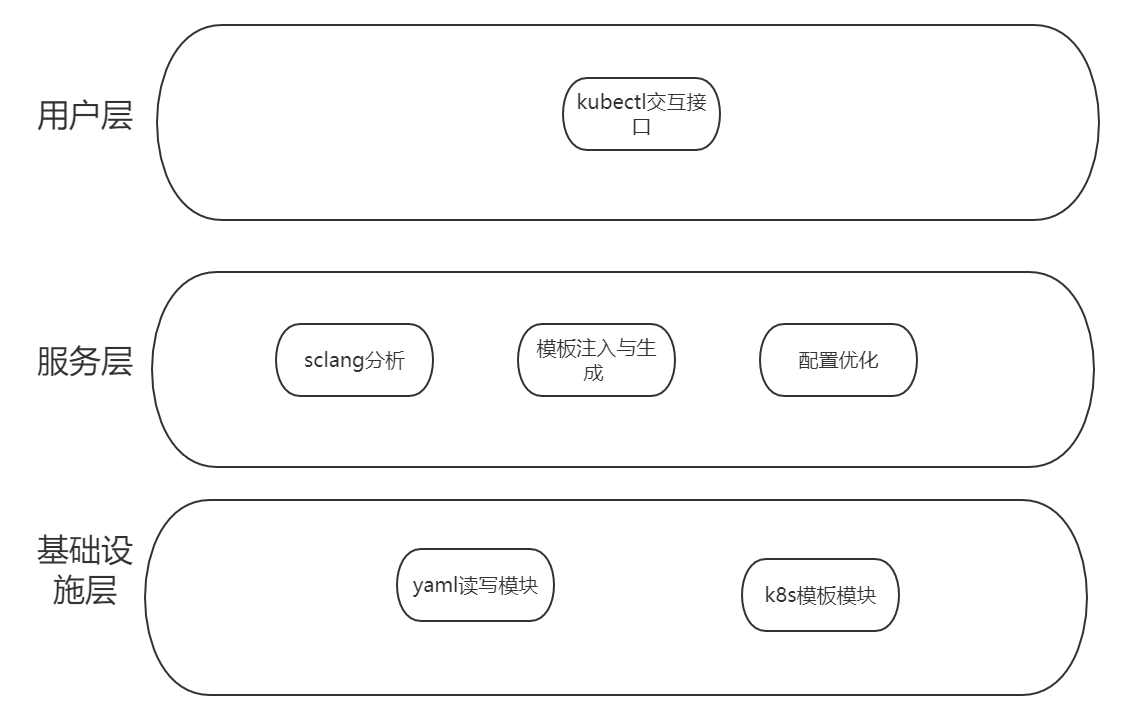 用户层
kubectl交互接
口
服务层
sclang分析
模板注入与生
成
配置优化
基础设
施层
yaml读写模块
k8s模板模块